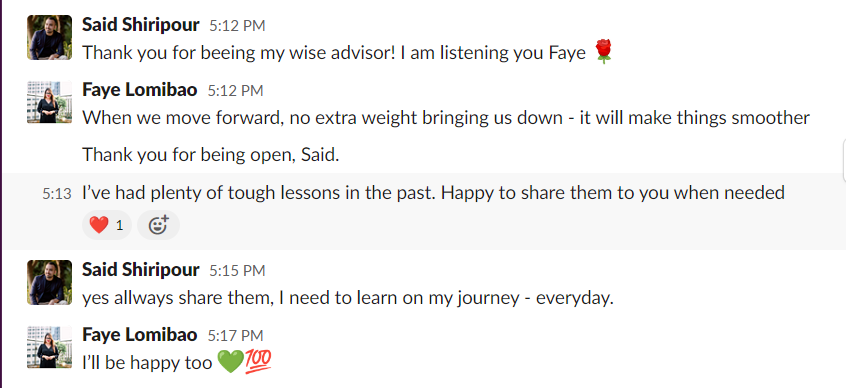 Said Shiripour 5:12 PM
Thank you for beeing my wise advisor! I am listening you Faye 🌹
Faye Lomibao 5:12 PM
When we move forward, no extra weight bringing us down - it will make things smoother
Thank you for being open, Said.
5:13 I've had plenty of tough lessons in the past. Happy to share them to you when needed
❤️ 1
Said Shiripour 5:15 PM
yes allways share them, I need to learn on my journey - everyday.
Faye Lomibao 5:17 PM
I'll be happy too 💚💯